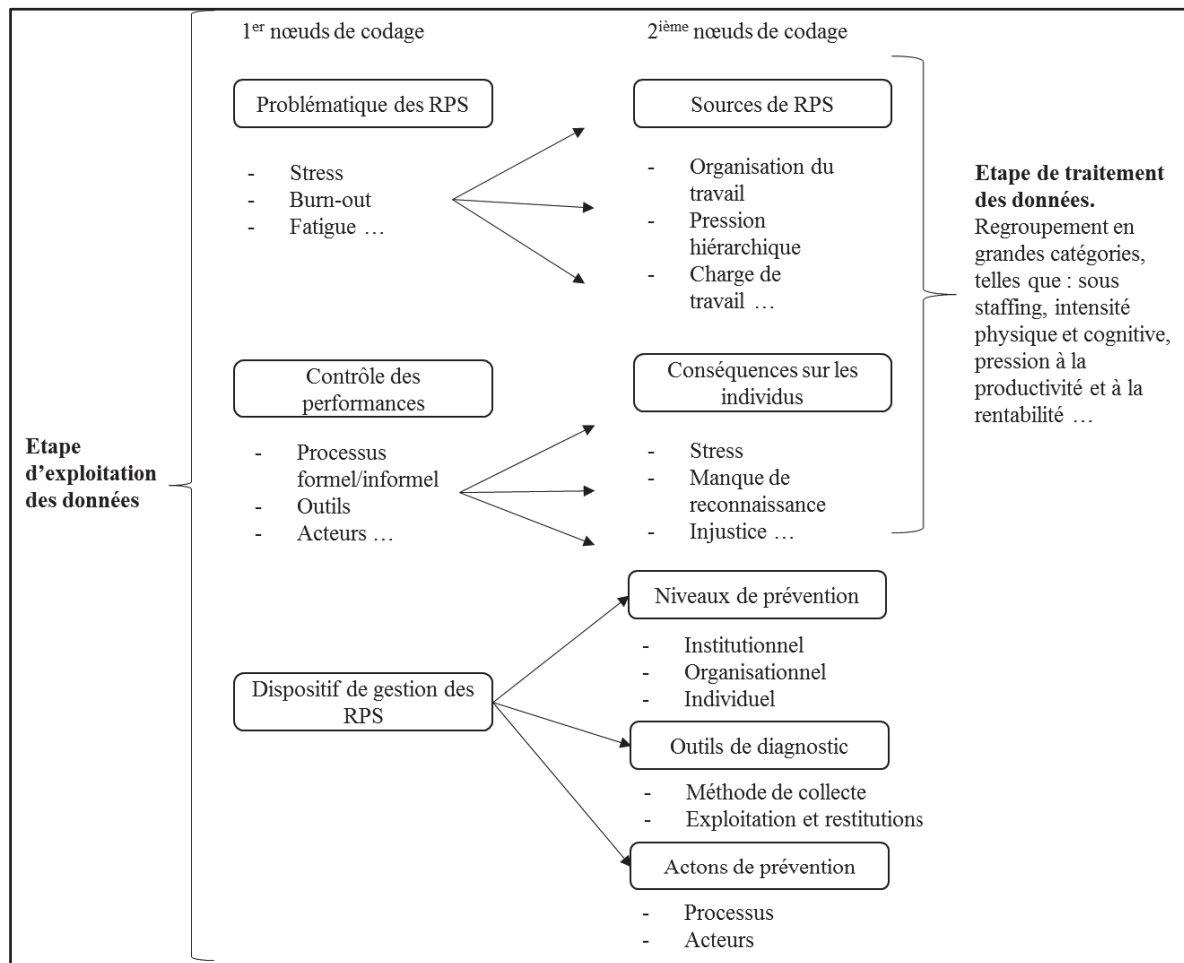 1er nœuds de codage
2ième nœuds de codage
Problématique des RPS
- Stress
- Burn-out
- Fatigue …
Sources de RPS
- Organisation du
travail
- Pression
hiérarchique
- Charge de
travail …
Contrôle des
performances
- Processus
formel/informel
- Outils
- Acteurs …
Conséquences sur les
individus
- Stress
- Manque de
reconnaissance
- Injustice …
Dispositif de gestion des
RPS
Niveaux de prévention
- Institutionnel
- Organisationnel
- Individuel
Outils de diagnostic
- Méthode de collecte
- Exploitation et restitutions
Actons de prévention
- Processus
- Acteurs
Etape
d’exploitation
des données
Etape de traitement
des données.
Regroupement en
grandes catégories,
telles que : sous
staffing, intensité
physique et cognitive,
pression à la
productivité et à la
rentabilité …